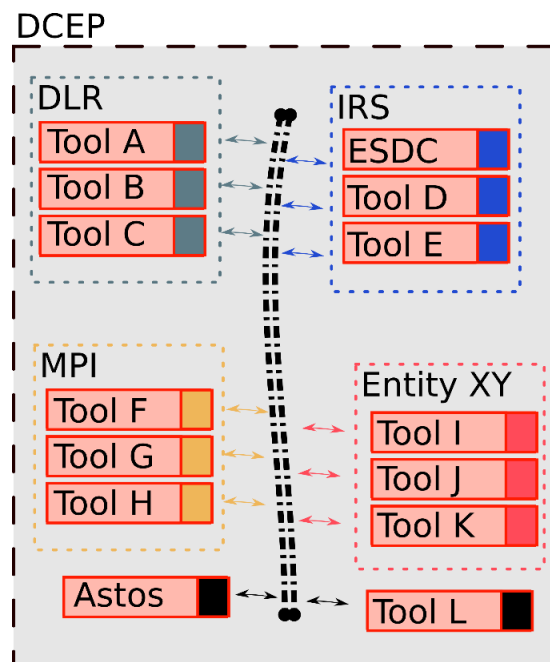 DCEP
DLR
Tool A
Tool B
Tool C
IRS
ESDC
Tool D
Tool E
MPI
Tool F
Tool G
Tool H
Entity XY
Tool I
Tool J
Tool K
Astos
Tool L